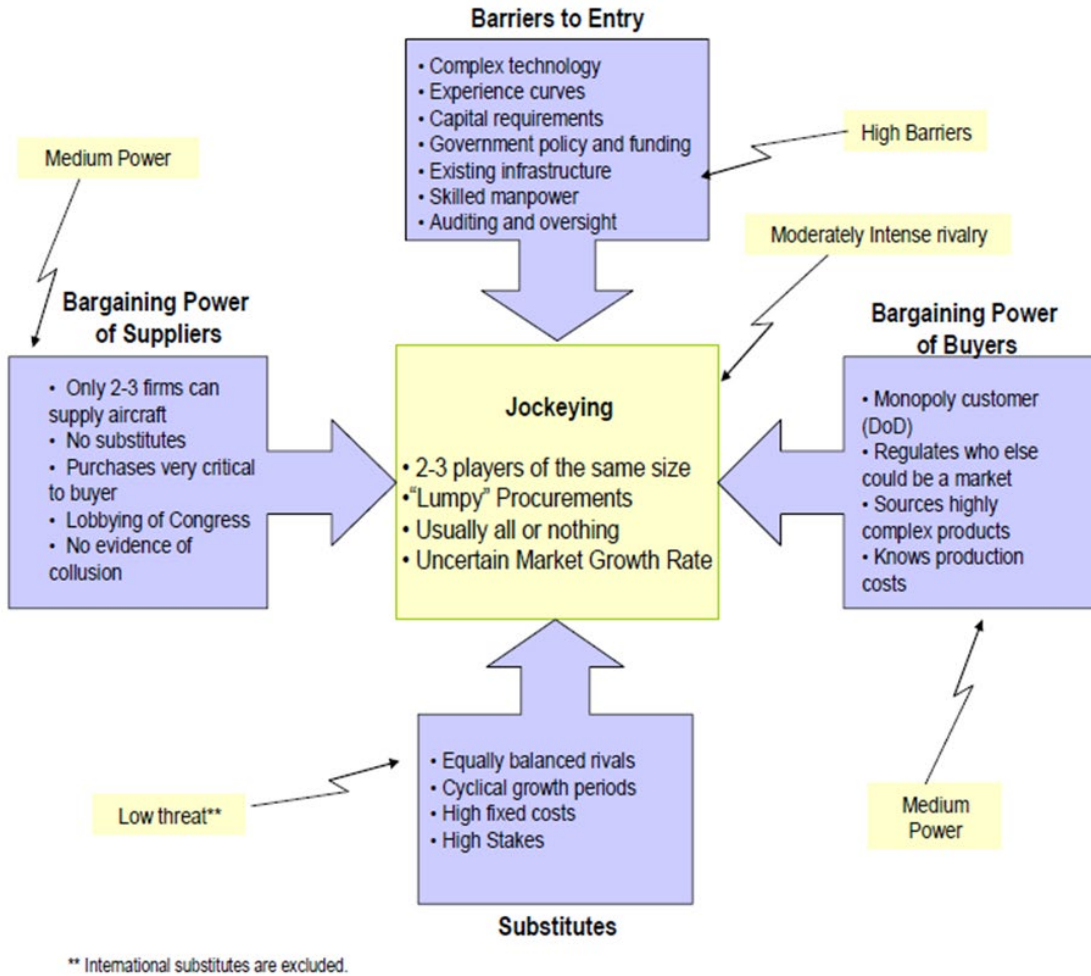 Barriers to Entry
• Complex technology
• Experience curves
• Capital requirements
• Government policy and funding
• Existing infrastructure
• Skilled manpower
• Auditing and oversight
High Barriers
Medium Power
Moderately Intense rivalry
Bargaining Power
of Suppliers
• Only 2-3 firms can
supply aircraft
• No substitutes
• Purchases very critical
to buyer
• Lobbying of Congress
• No evidence of
collusion
Jockeying
• 2-3 players of the same size
•“Lumpy” Procurements
• Usually all or nothing
• Uncertain Market Growth Rate
Bargaining Power
of Buyers
• Monopoly customer
(DoD)
• Regulates who else
could be a market
• Sources highly
complex products
• Knows production
costs
Low threat**
• Equally balanced rivals
• Cyclical growth periods
• High fixed costs
• High Stakes
Medium
Power
Substitutes
** International substitutes are excluded.